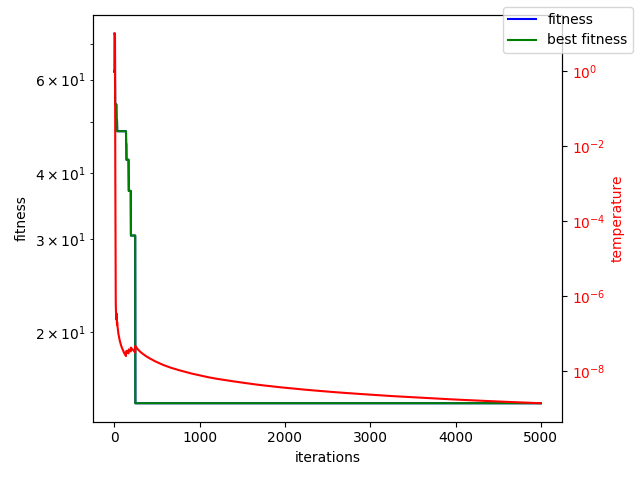 fitness
best fitness
6 × 10¹
4 × 10¹
3 × 10¹
2 × 10¹
fitness
10⁰
10⁻²
10⁻⁴
10⁻⁶
10⁻⁸
temperature
0
1000
2000
3000
4000
5000
iterations